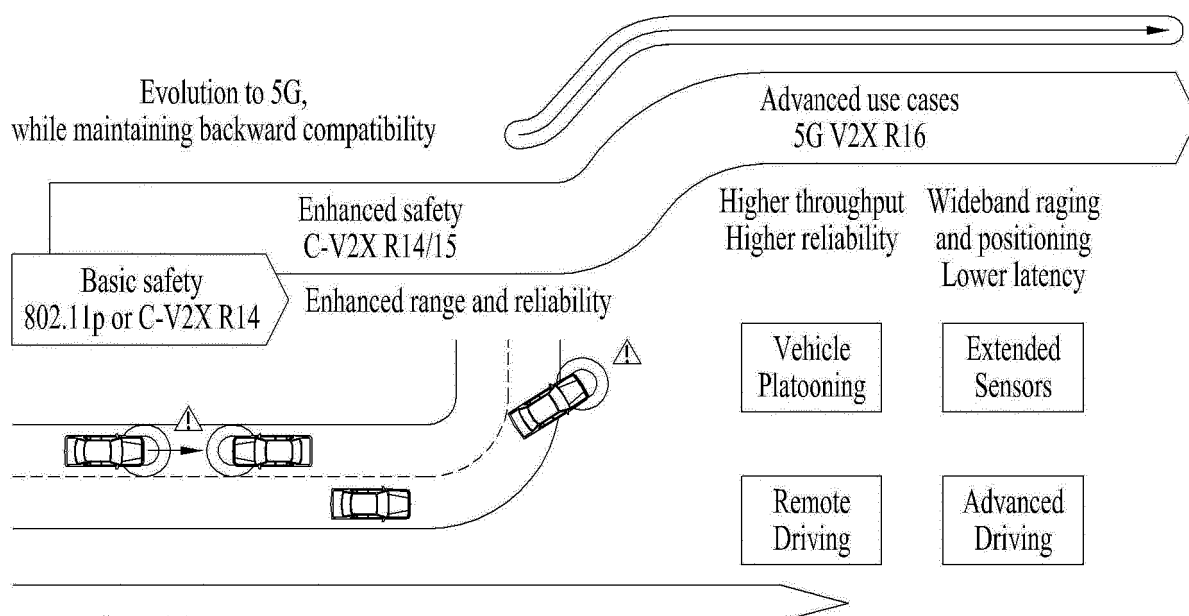 Evolution to 5G,
while maintaining backward compatibility
Advanced use cases
5G V2X R16
Enhanced safety
C-V2X R14/15
Basic safety
802.11p or C-V2X R14
Enhanced range and reliability
Higher throughput
Higher reliability
Wideband raging
and positioning
Lower latency
Vehicle
Platooning
Extended
Sensors
Remote
Driving
Advanced
Driving